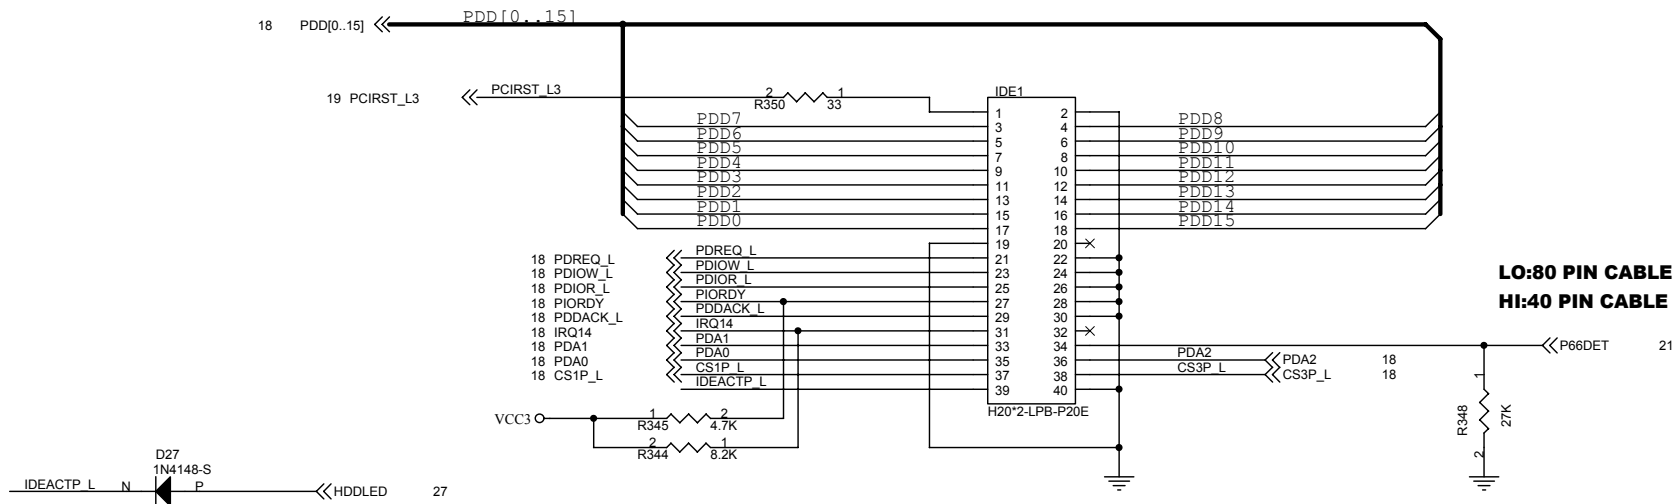 PDD[0..15]
18 PDD[0..15]
19 PCIRST_L3
PCIRST_L3
2 1
R350 33
IDE1
1 2
PDD7 3 4 PDD8
PDD6 5 6 PDD9
PDD5 7 8 PDD10
PDD4 9 10 PDD11
PDD3 11 12 PDD12
PDD2 13 14 PDD13
PDD1 15 16 PDD14
PDD0 17 18 PDD15
19 20
18 PDREQ_L PDREQ_L 21 22
18 PDIOW_L PDIOW_L 23 24
18 PDIOR_L PDIOR_L 25 26
18 PIORDY PIORDY 27 28
18 PDDACK_L PDDACK_L 29 30
18 IRQ14 IRQ14 31 32
18 PDA1 PDA1 33 34
18 PDA0 PDA0 35 36 PDA2 PDA2 18
18 CS1P_L CS1P_L 37 38 CS3P_L CS3P_L 18
IDEACTP_L 39 40
H20*2-LPB-P20E
LO:80 PIN CABLE
HI:40 PIN CABLE
P66DET 21
1
R348 27K
2
VCC3
1 2
R345 4.7K
2 1
R344 8.2K
D27
1N4148-S
IDEACTP_L N P HDDLED 27